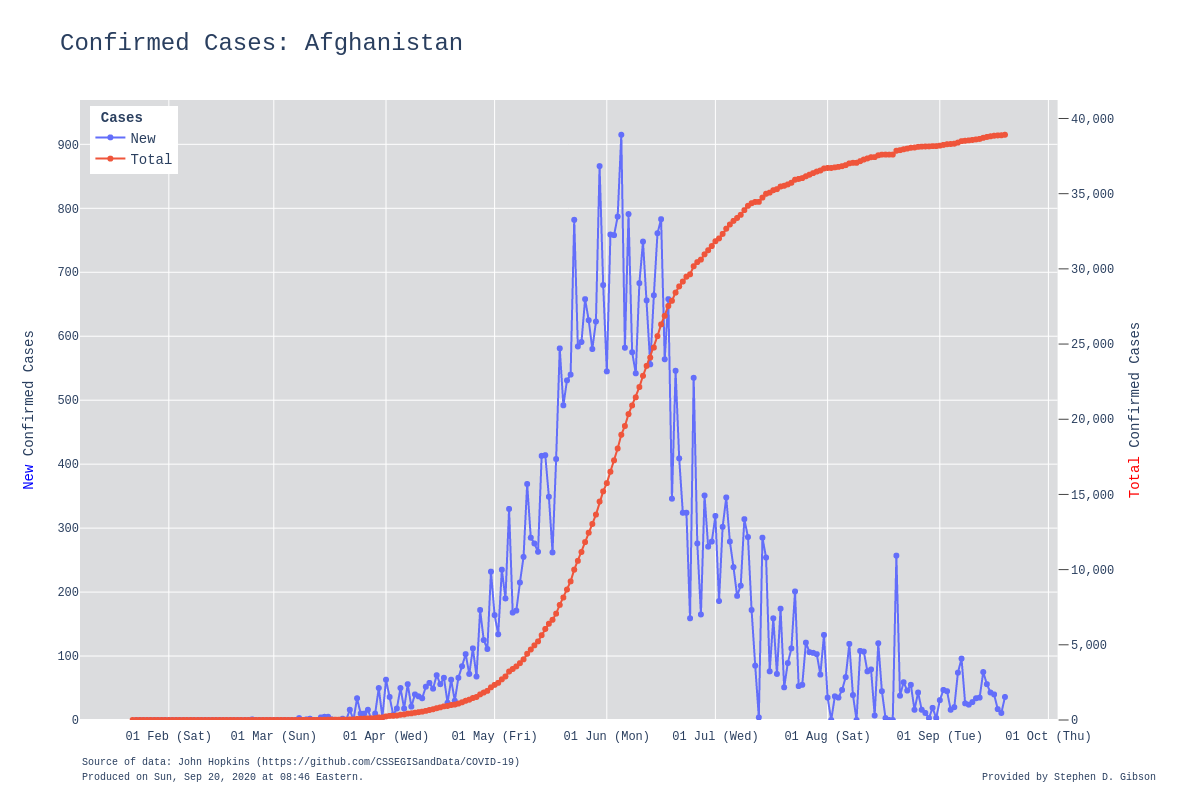 Confirmed Cases: Afghanistan
Cases
New
Total
900
800
700
600
500
400
300
200
100
0
New Confirmed Cases
40,000
35,000
30,000
25,000
20,000
15,000
10,000
5,000
0
Total Confirmed Cases
01 Feb (Sat) 01 Mar (Sun) 01 Apr (Wed) 01 May (Fri) 01 Jun (Mon) 01 Jul (Wed) 01 Aug (Sat) 01 Sep (Tue) 01 Oct (Thu)
Source of data: John Hopkins (https://github.com/CSSEGISandData/COVID-19)
Produced on Sun, Sep 20, 2020 at 08:46 Eastern.
Provided by Stephen D. Gibson